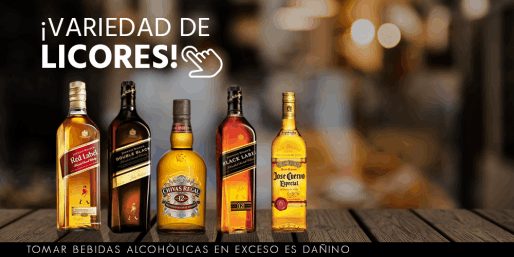 ¡VARIEDAD DE
LICORES!
Red Label
DOUBLE BLACK
CHIVAS REGAL
12
BLACK LABEL
Jose Cuervo
Especial
TOMAR BEBIDAS ALCOHÒLICAS EN EXCESO ES DAÑINO